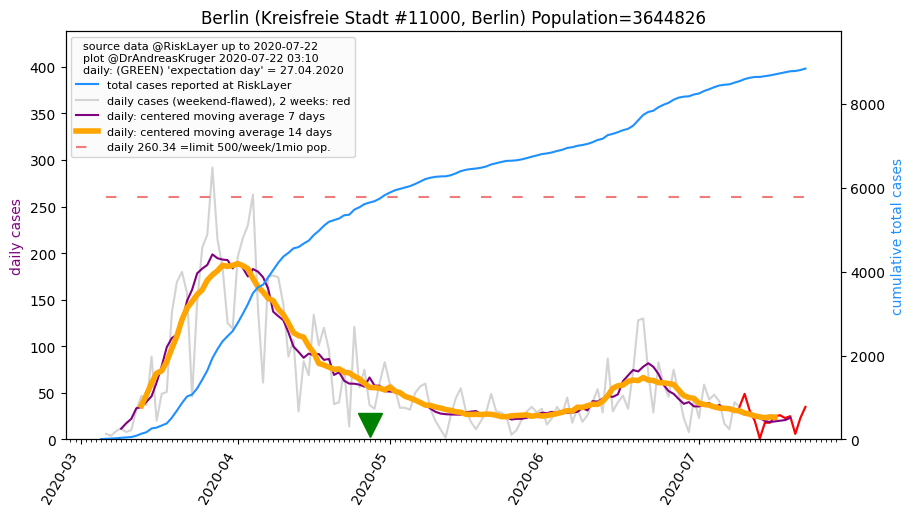 Berlin (Kreisfreie Stadt #11000, Berlin) Population=3644826
source data @RiskLayer up to 2020-07-22
plot @DrAndreasKruger 2020-07-22 03:10
daily: (GREEN) 'expectation day' = 27.04.2020
total cases reported at RiskLayer
daily cases (weekend-flawed), 2 weeks: red
daily: centered moving average 7 days
daily: centered moving average 14 days
daily 260.34 =limit 500/week/1mio pop.
daily cases
400
350
300
250
200
150
100
50
0
cumulative total cases
8000
6000
4000
2000
0
2020-03
2020-04
2020-05
2020-06
2020-07